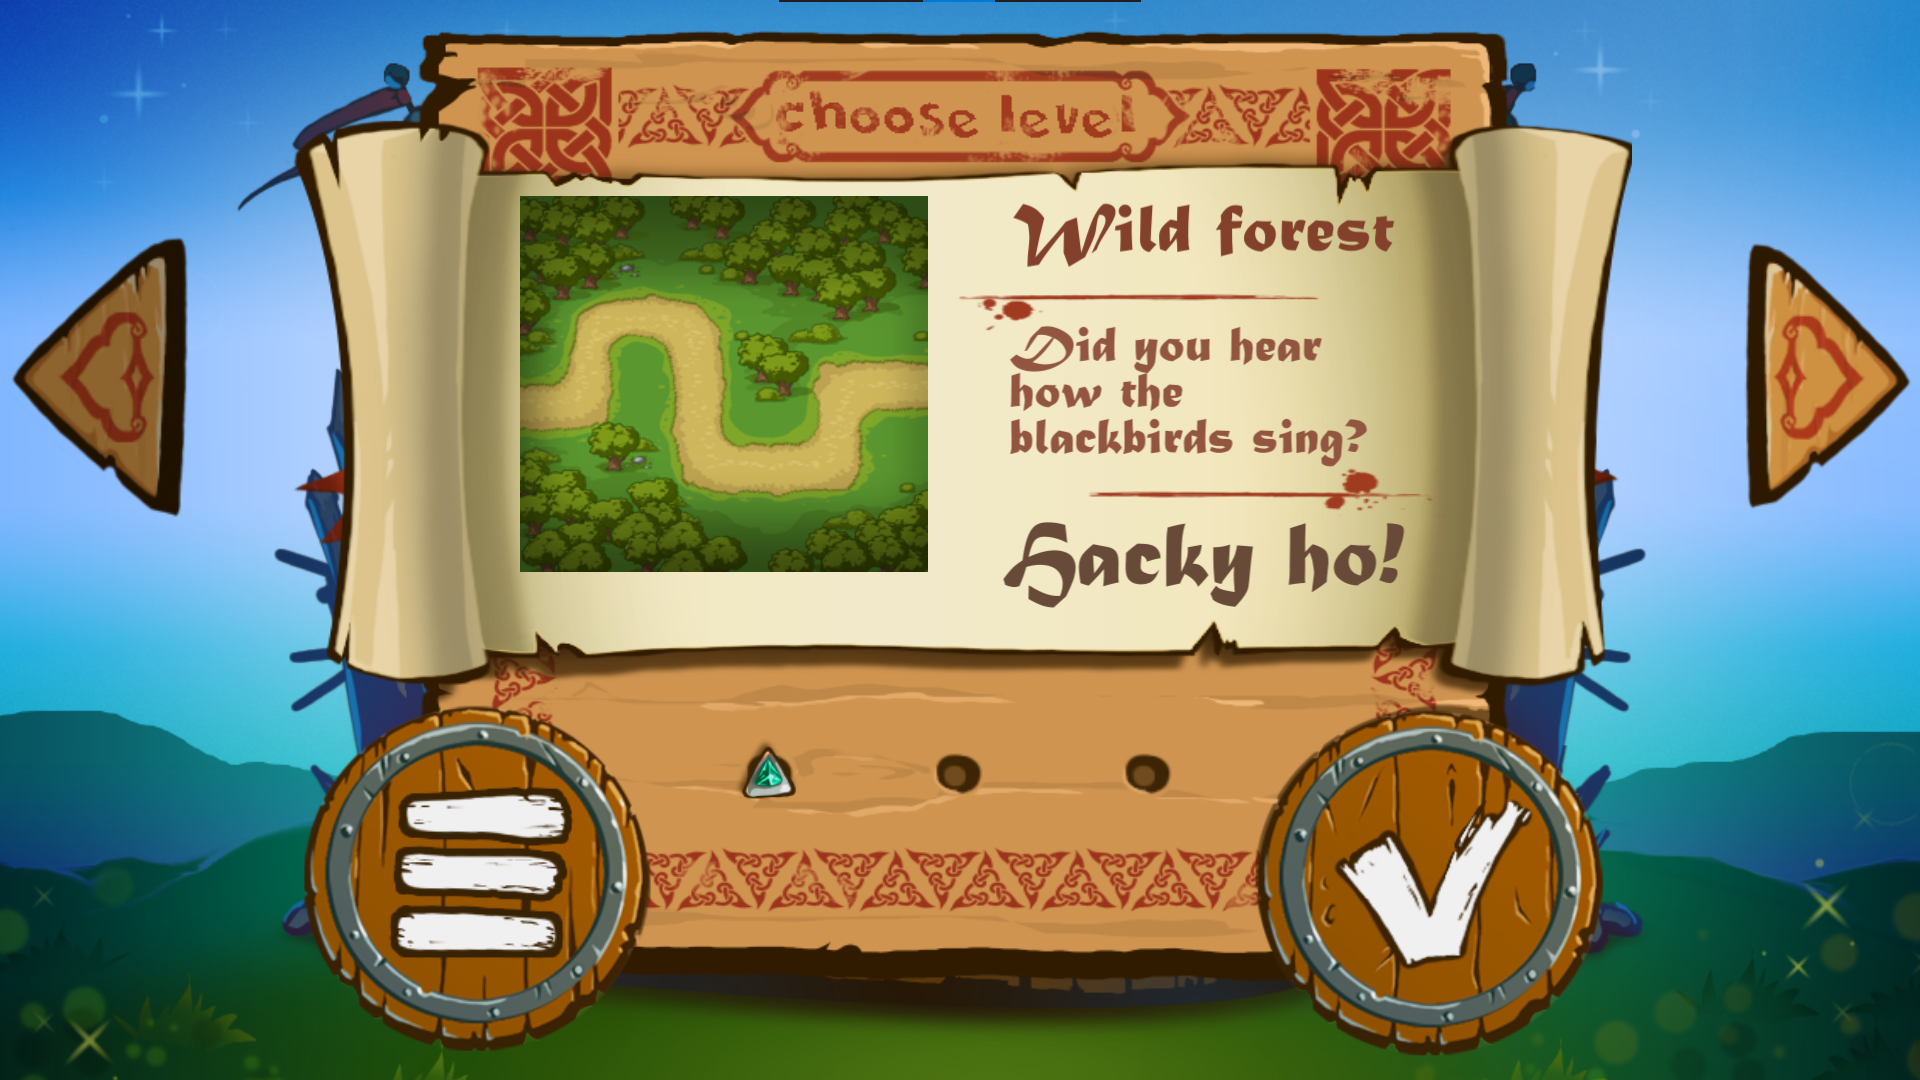 choose level
Wild forest
Did you hear
how the
blackbirds sing?
Hacky ho!